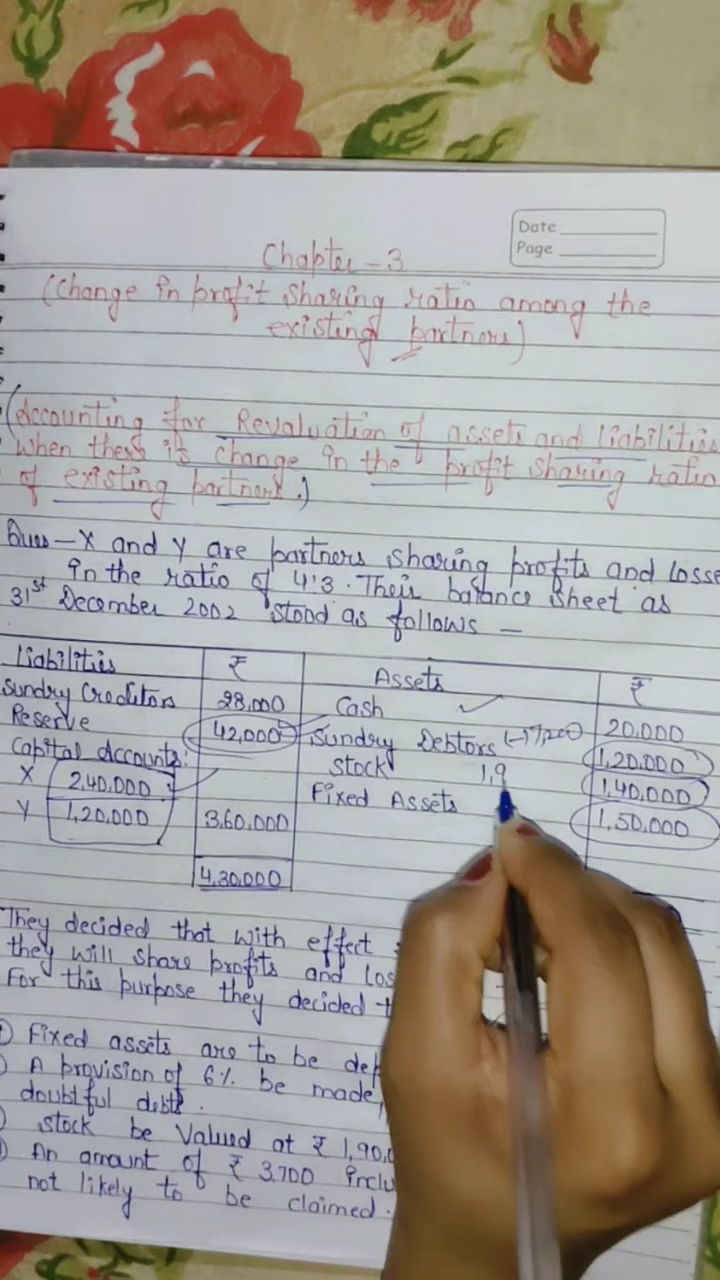 Date
Page
Chapter - 3
(Change in profit sharing ratio among the
existing partners)
(Accounting for Revaluation of assets and liabilities
when there is change in the profit sharing ratio
of existing partners.)
Ques - X and Y are partners sharing profits and losse
in the ratio of 4:3. Their balance sheet as
31st December 2002 stood as follows -
Liabilities ₹ Assets ₹
Sundry Creditors 28,000 Cash 20,000
Reserve 42,000 Sundry Debtors 1,20,000
Capital Accounts: Stock 1,9 1,40,000
X 2,40,000 Fixed Assets 1,50,000
Y 1,20,000 3,60,000
4,30,000
They decided that with effect
they will share profits and los
For this purpose they decided t
Fixed assets are to be dep
A provision of 6% be made
doubtful debts.
Stock be valued at ₹ 1,90,0
An amount of ₹ 3,700 inclu
not likely to be claimed.